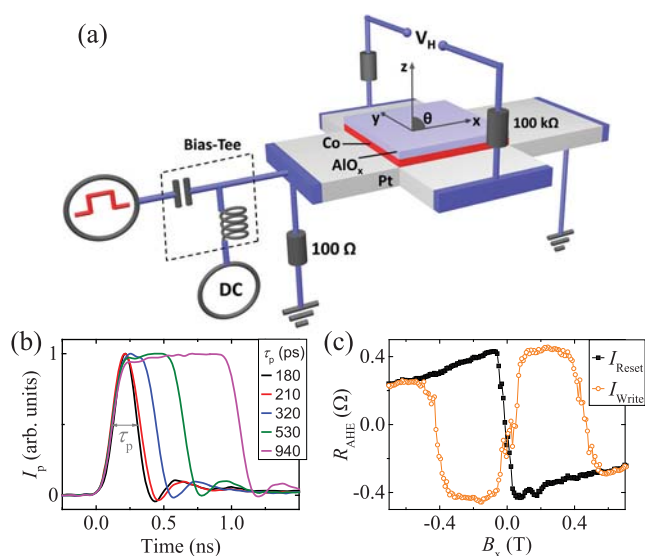 (a)
V_H
z
y
θ
x
100 kΩ
Bias-Tee
Co
AlO_x
Pt
100 Ω
DC
(b)
(c)
I_p (arb. units)
1
0
τ_p
τ_p (ps)
180
210
320
530
940
0.0 0.5 1.0
Time (ns)
R_AHE (Ω)
0.4
0.0
-0.4
I_Reset
I_Write
-0.4 0.0 0.4
B_x (T)